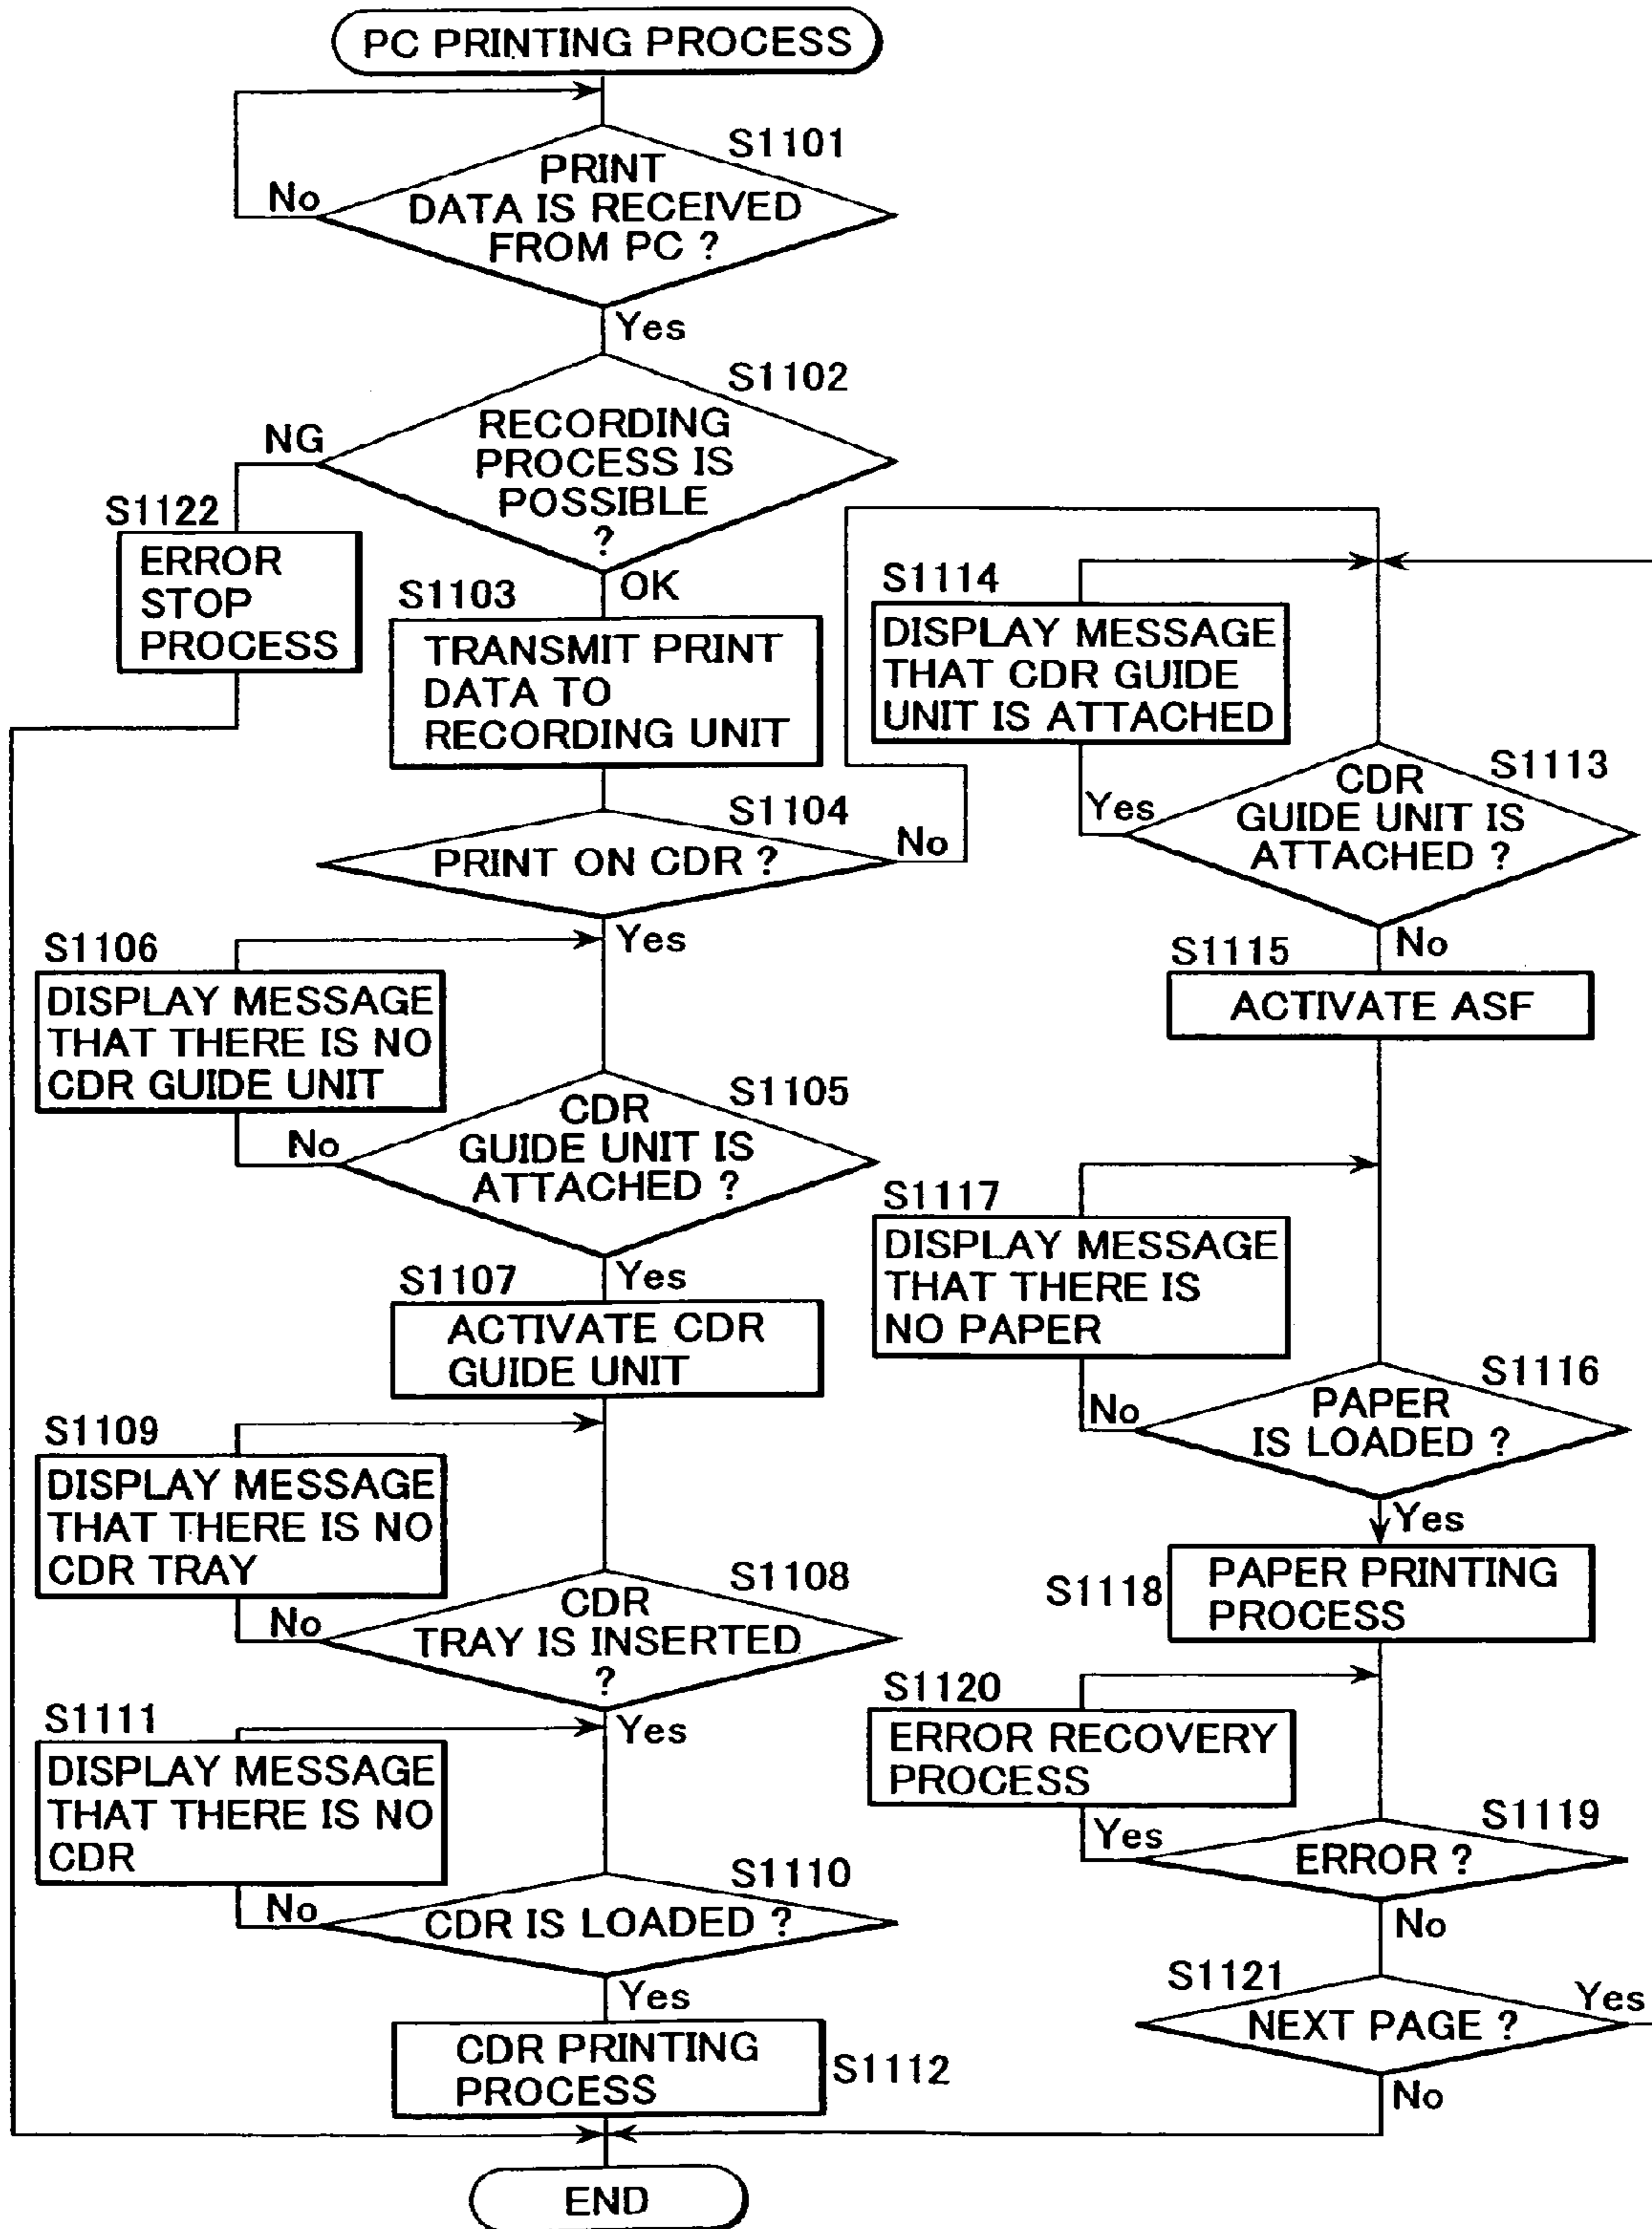 PC PRINTING PROCESS
S1101
PRINT
DATA IS RECEIVED
FROM PC ?
No
Yes
S1102
RECORDING
PROCESS IS
POSSIBLE
?
NG
OK
S1122
ERROR
STOP
PROCESS
S1103
TRANSMIT PRINT
DATA TO
RECORDING UNIT
S1104
PRINT ON CDR ?
No
Yes
S1106
DISPLAY MESSAGE
THAT THERE IS NO
CDR GUIDE UNIT
S1105
CDR
GUIDE UNIT IS
ATTACHED ?
No
Yes
S1107
ACTIVATE CDR
GUIDE UNIT
S1109
DISPLAY MESSAGE
THAT THERE IS NO
CDR TRAY
S1108
CDR
TRAY IS INSERTED
?
No
Yes
S1111
DISPLAY MESSAGE
THAT THERE IS NO
CDR
S1110
CDR IS LOADED ?
No
Yes
CDR PRINTING
PROCESS
S1112
S1114
DISPLAY MESSAGE
THAT CDR GUIDE
UNIT IS ATTACHED
S1113
CDR
GUIDE UNIT IS
ATTACHED ?
Yes
No
S1115
ACTIVATE ASF
S1117
DISPLAY MESSAGE
THAT THERE IS
NO PAPER
S1116
PAPER
IS LOADED ?
No
Yes
S1118
PAPER PRINTING
PROCESS
S1120
ERROR RECOVERY
PROCESS
S1119
ERROR ?
Yes
No
S1121
NEXT PAGE ?
Yes
No
END